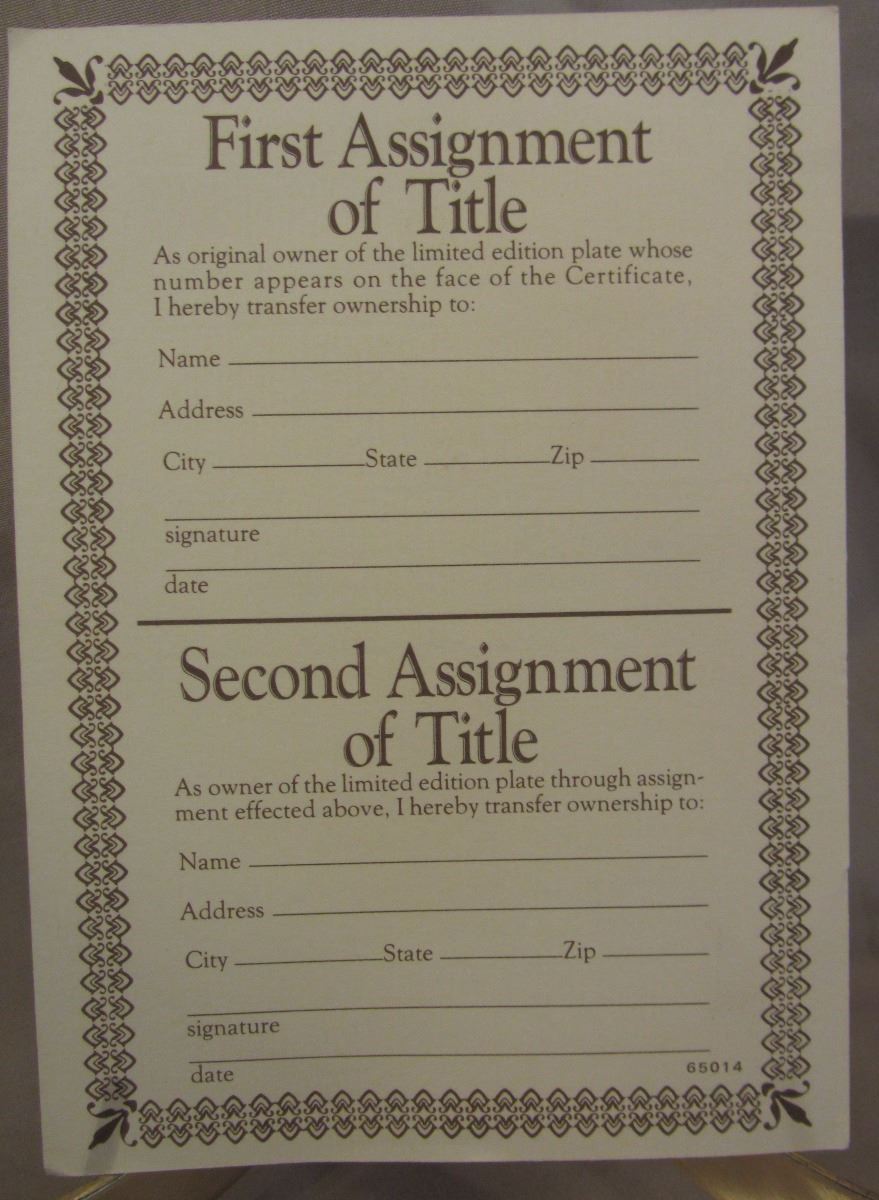 First Assignment
of Title
As original owner of the limited edition plate whose
number appears on the face of the Certificate,
I hereby transfer ownership to:
Name
Address
City State Zip
signature
date
Second Assignment
of Title
As owner of the limited edition plate through assign-
ment effected above, I hereby transfer ownership to:
Name
Address
City State Zip
signature
date
65014